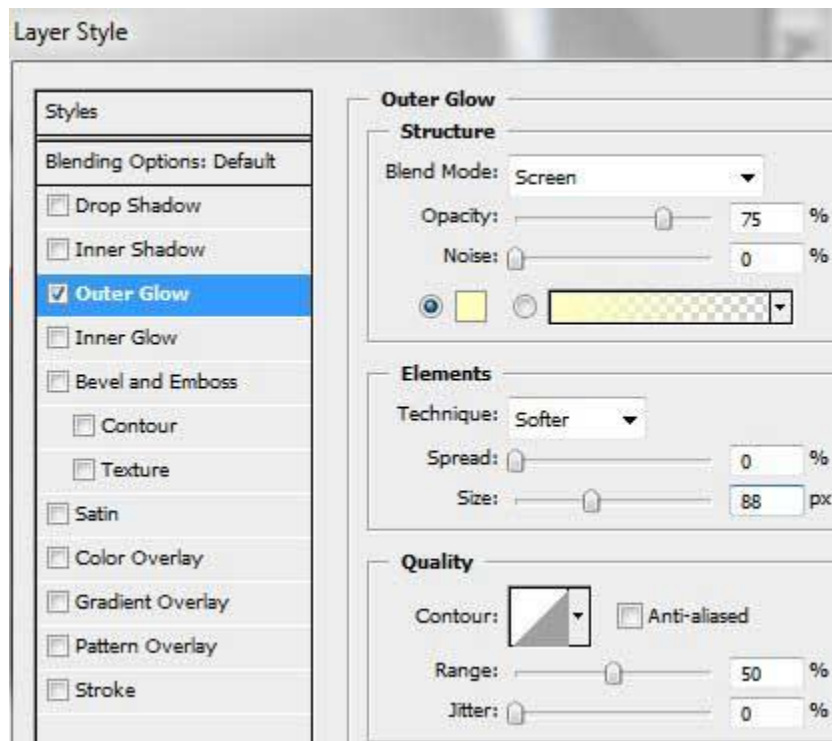 Layer Style
Styles
Blending Options: Default
Drop Shadow
Inner Shadow
Outer Glow
Inner Glow
Bevel and Emboss
Contour
Texture
Satin
Color Overlay
Gradient Overlay
Pattern Overlay
Stroke
Outer Glow
Structure
Blend Mode: Screen
Opacity: 75 %
Noise: 0 %
Elements
Technique: Softer
Spread: 0 %
Size: 88 px
Quality
Contour: Anti-aliased
Range: 50 %
Jitter: 0 %